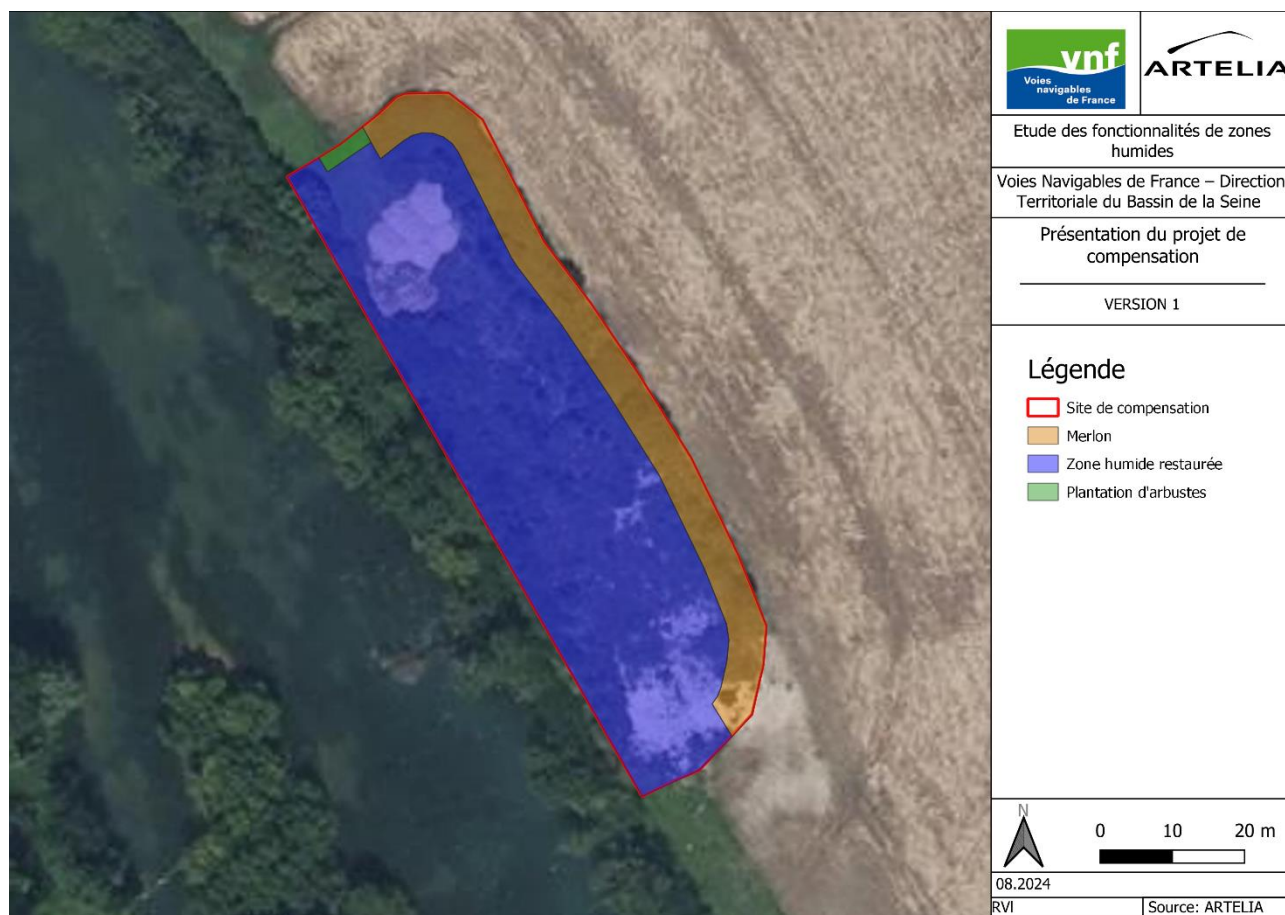 vnf
Voies
navigables
de France
ARTELIA
Etude des fonctionnalités de zones
humides
Voies Navigables de France – Direction
Territoriale du Bassin de la Seine
Présentation du projet de
compensation
VERSION 1
Légende
Site de compensation
Merlon
Zone humide restaurée
Plantation d'arbustes
N
0 10 20 m
08.2024
RVI
Source: ARTELIA